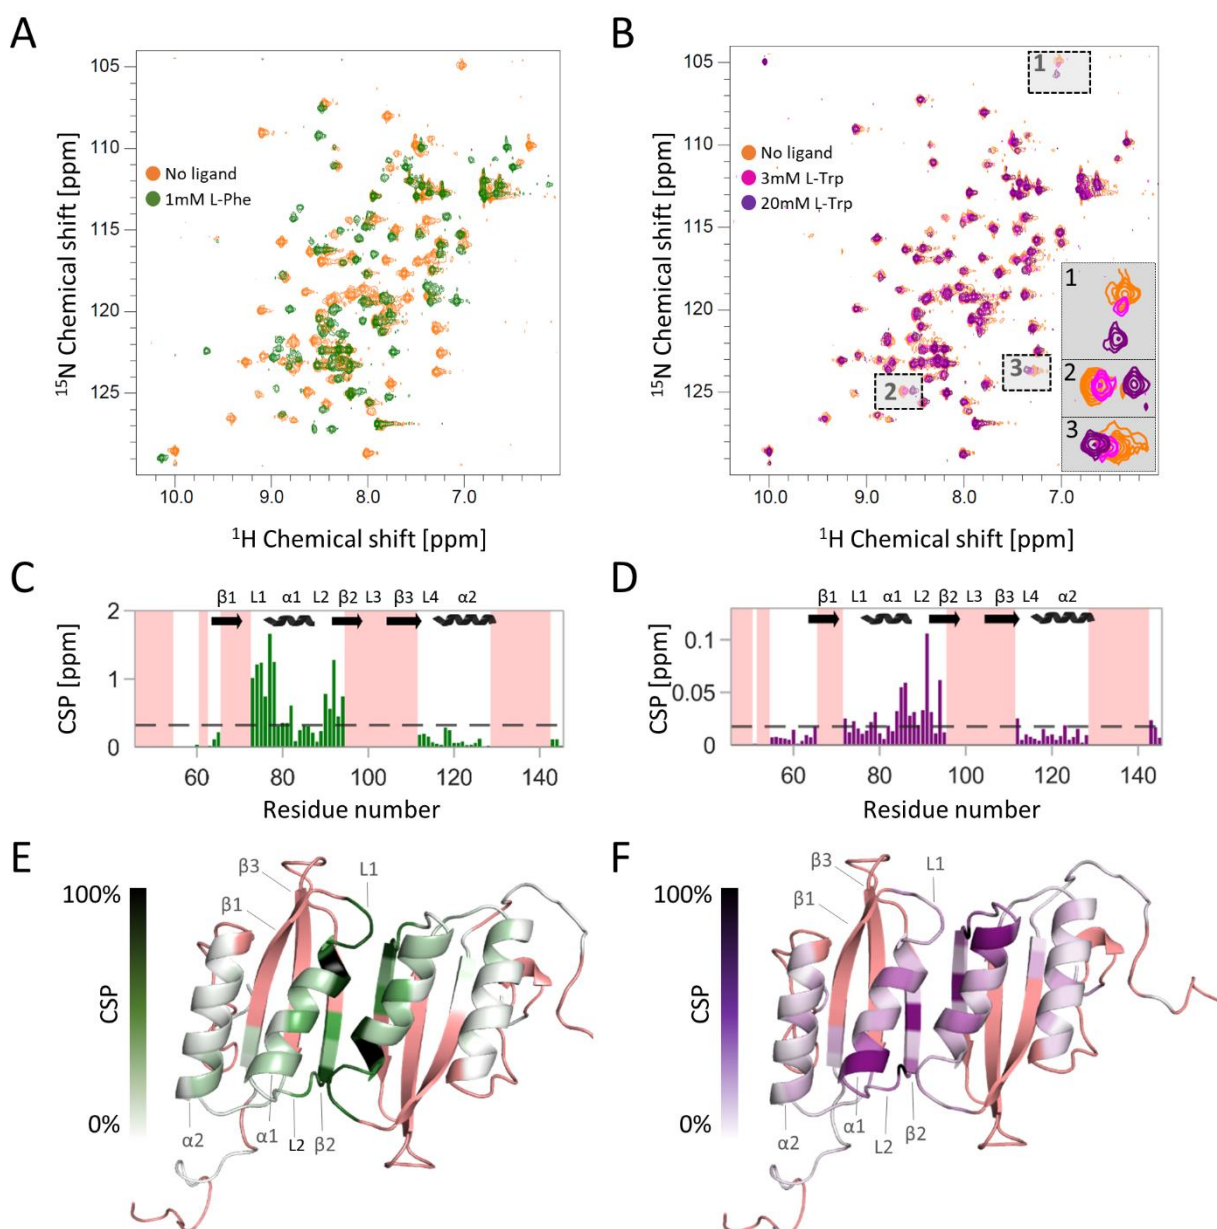 A
B
105
110
115
120
125
10.0 9.0 8.0 7.0
¹⁵N Chemical shift [ppm]
¹H Chemical shift [ppm]
No ligand
1mM L-Phe
105
110
115
120
125
10.0 9.0 8.0 7.0
¹⁵N Chemical shift [ppm]
¹H Chemical shift [ppm]
No ligand
3mM L-Trp
20mM L-Trp
1
2
3
1
2
3
C
β1 L1 α1 L2 β2 L3 β3 L4 α2
2
1
0
CSP [ppm]
60 80 100 120 140
Residue number
D
β1 L1 α1 L2 β2 L3 β3 L4 α2
0.1
0.05
0
CSP [ppm]
60 80 100 120 140
Residue number
E
100%
CSP
0%
β3
L1
β1
α2
α1
L2
β2
F
100%
CSP
0%
β3
L1
β1
α2
α1
L2
β2